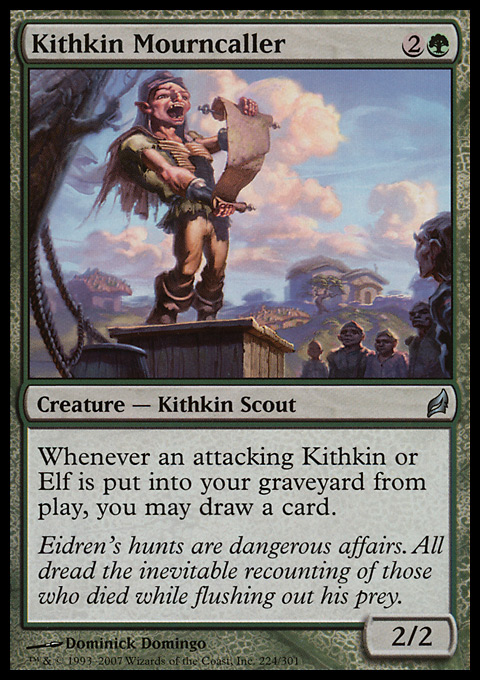 Kithkin Mourncaller 2
Creature — Kithkin Scout
Whenever an attacking Kithkin or
Elf is put into your graveyard from
play, you may draw a card.
Eidren's hunts are dangerous affairs. All
dread the inevitable recounting of those
who died while flushing out his prey.
Dominick Domingo
2/2
™ & © 1993–2007 Wizards of the Coast, Inc. 224/301